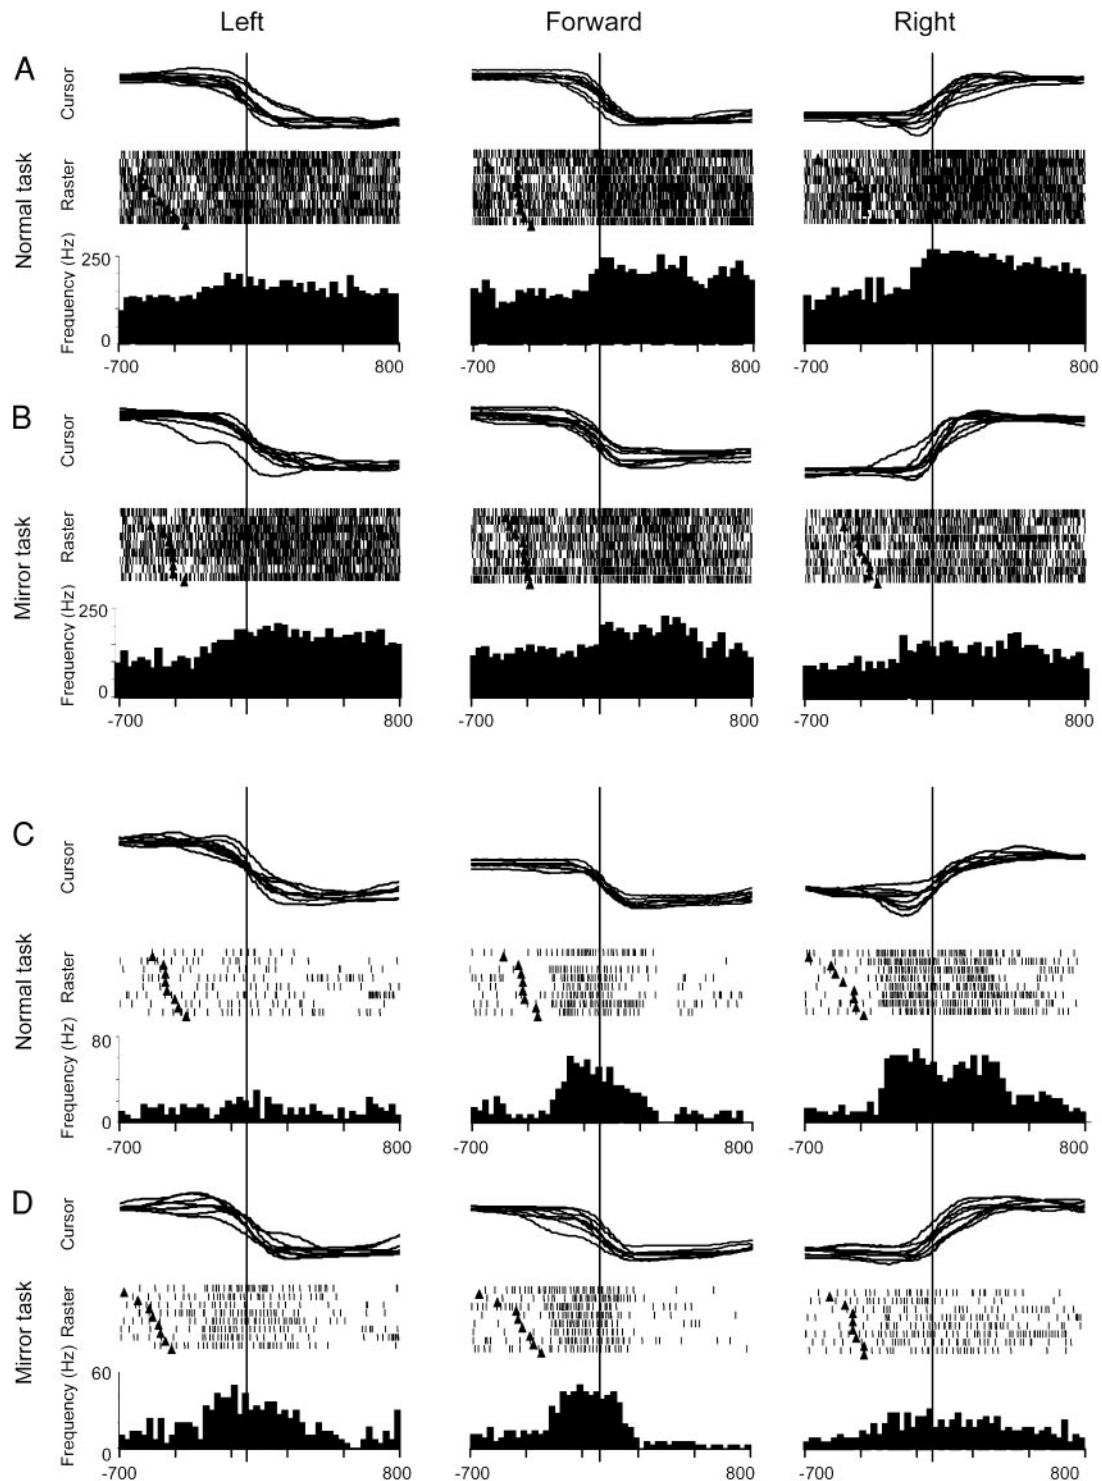 Left Forward Right
A
Cursor
Normal task
Raster
Frequency (Hz)
250
0
-700 800 -700 800 -700 800
B
Cursor
Mirror task
Raster
Frequency (Hz)
250
0
-700 800 -700 800 -700 800
C
Cursor
Normal task
Raster
Frequency (Hz)
80
0
-700 800 -700 800 -700 800
D
Cursor
Mirror task
Raster
Frequency (Hz)
60
0
-700 800 -700 800 -700 800